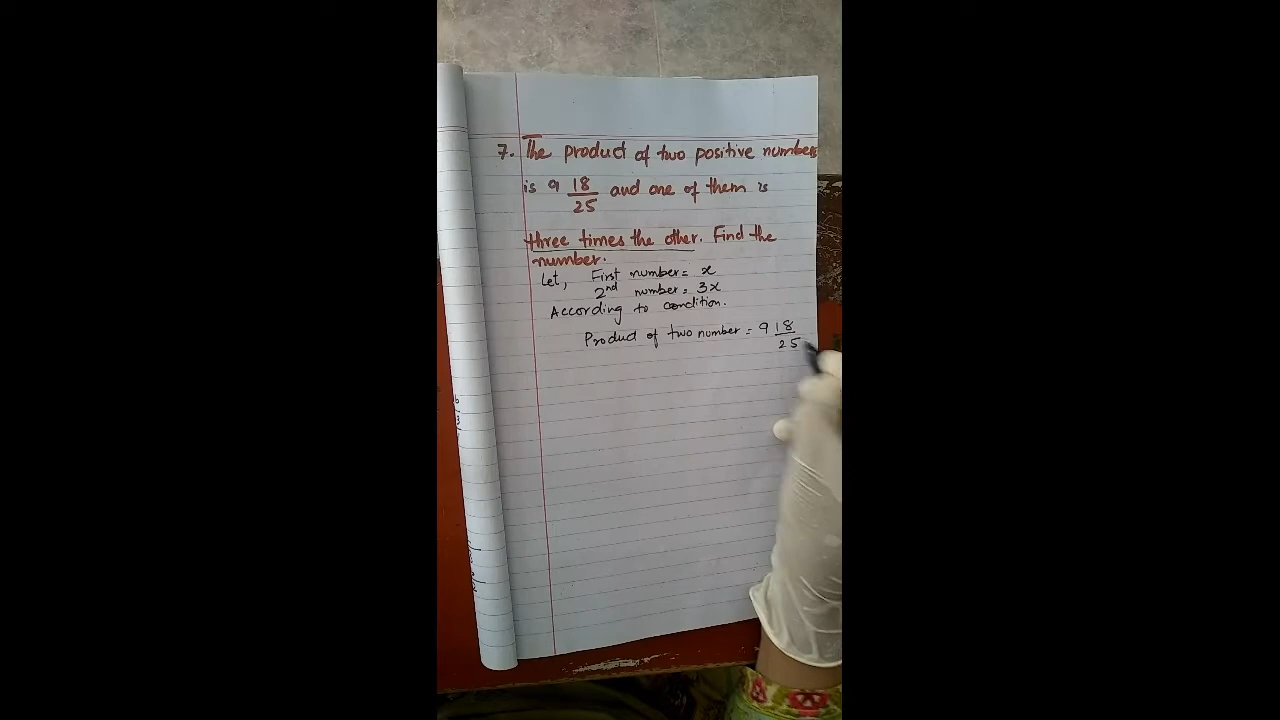 7. The product of two positive numbers
is 9 18/25 and one of them is
three times the other. Find the
number.
Let, First number = x
2nd number = 3x
According to condition.
Product of two number = 9 18/25